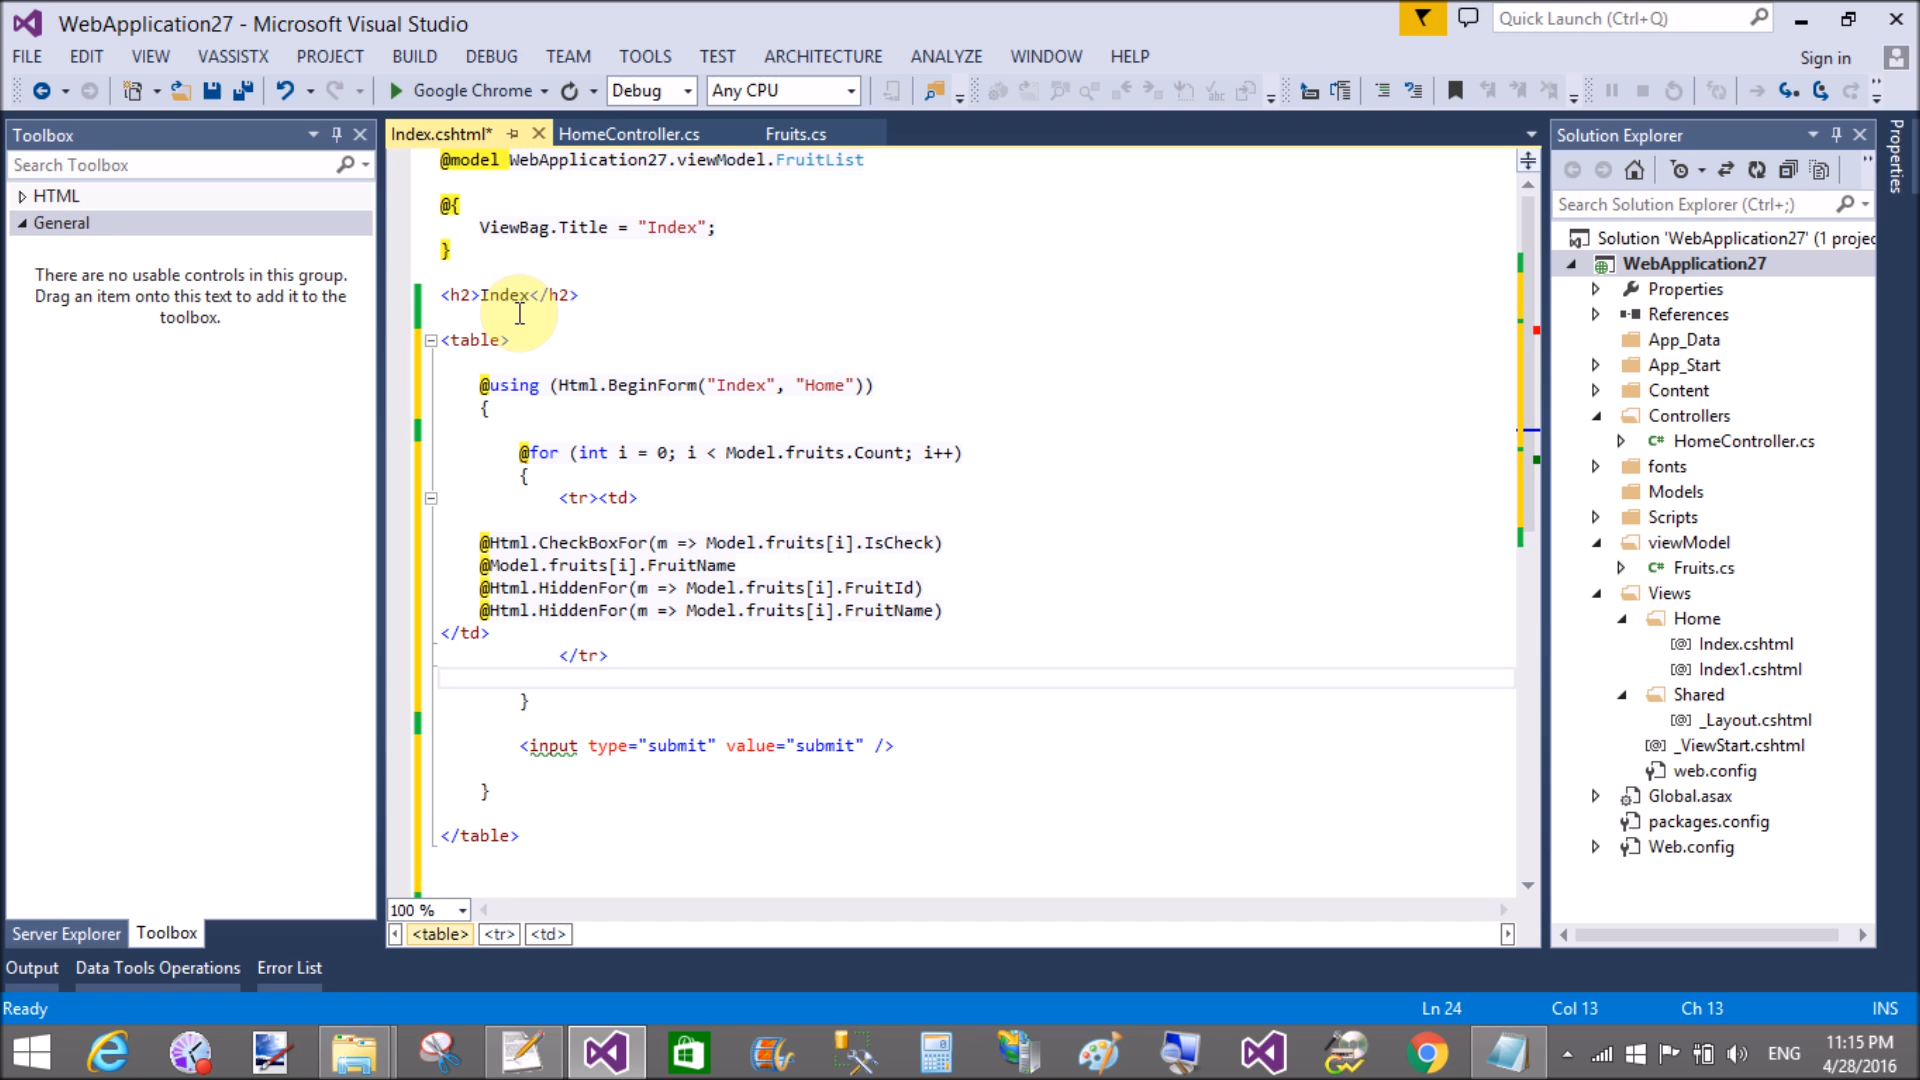 WebApplication27 - Microsoft Visual Studio
Quick Launch (Ctrl+Q)
FILE EDIT VIEW VASSISTX PROJECT BUILD DEBUG TEAM TOOLS TEST ARCHITECTURE ANALYZE WINDOW HELP
Sign in
Google Chrome Debug Any CPU
Toolbox
Search Toolbox
HTML
General
There are no usable controls in this group.
Drag an item onto this text to add it to the
toolbox.
Server Explorer Toolbox
Index.cshtml* HomeController.cs Fruits.cs
@model WebApplication27.viewModel.FruitList
@{
ViewBag.Title = "Index";
}
<h2>Index</h2>
<table>
@using (Html.BeginForm("Index", "Home"))
{
@for (int i = 0; i < Model.fruits.Count; i++)
{
<tr><td>
@Html.CheckBoxFor(m => Model.fruits[i].IsCheck)
@Model.fruits[i].FruitName
@Html.HiddenFor(m => Model.fruits[i].FruitId)
@Html.HiddenFor(m => Model.fruits[i].FruitName)
</td>
</tr>
}
<input type="submit" value="submit" />
}
</table>
100 %
<table> <tr> <td>
Solution Explorer
Search Solution Explorer (Ctrl+;)
Solution 'WebApplication27' (1 projec
WebApplication27
Properties
References
App_Data
App_Start
Content
Controllers
C# HomeController.cs
fonts
Models
Scripts
viewModel
C# Fruits.cs
Views
Home
[@] Index.cshtml
[@] Index1.cshtml
Shared
[@] _Layout.cshtml
[@] _ViewStart.cshtml
web.config
Global.asax
packages.config
Web.config
Properties
Output Data Tools Operations Error List
Ready
Ln 24 Col 13 Ch 13 INS
ENG
11:15 PM
4/28/2016